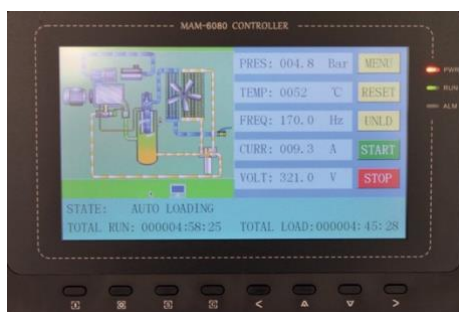 MAM-6080 CONTROLLER
PRES: 004.8 Bar MENU
TEMP: 0052 ℃ RESET
FREQ: 170.0 Hz UNLD
CURR: 009.3 A START
VOLT: 321.0 V STOP
STATE: AUTO LOADING
TOTAL RUN: 000004:58:25 TOTAL LOAD:000004:45:28
PWR
RUN
ALM